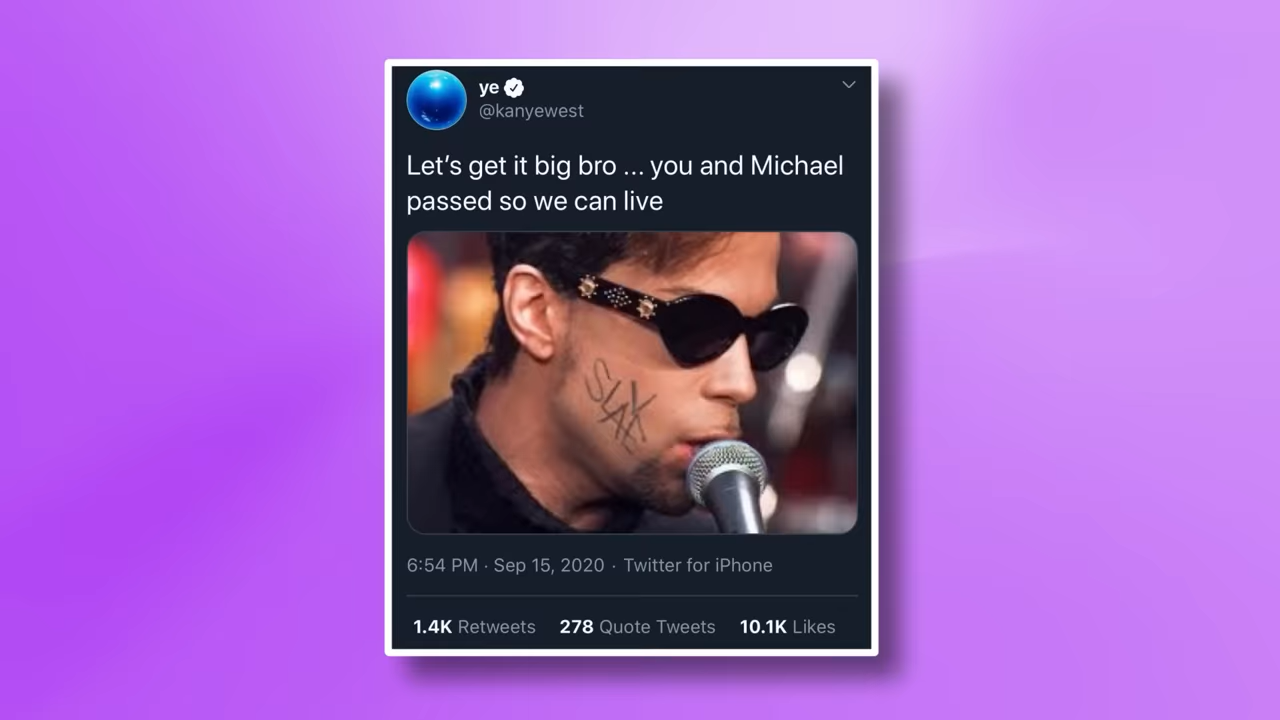 ye
@kanyewest
Let's get it big bro ... you and Michael
passed so we can live
SLAVE
6:54 PM · Sep 15, 2020 · Twitter for iPhone
1.4K Retweets 278 Quote Tweets 10.1K Likes